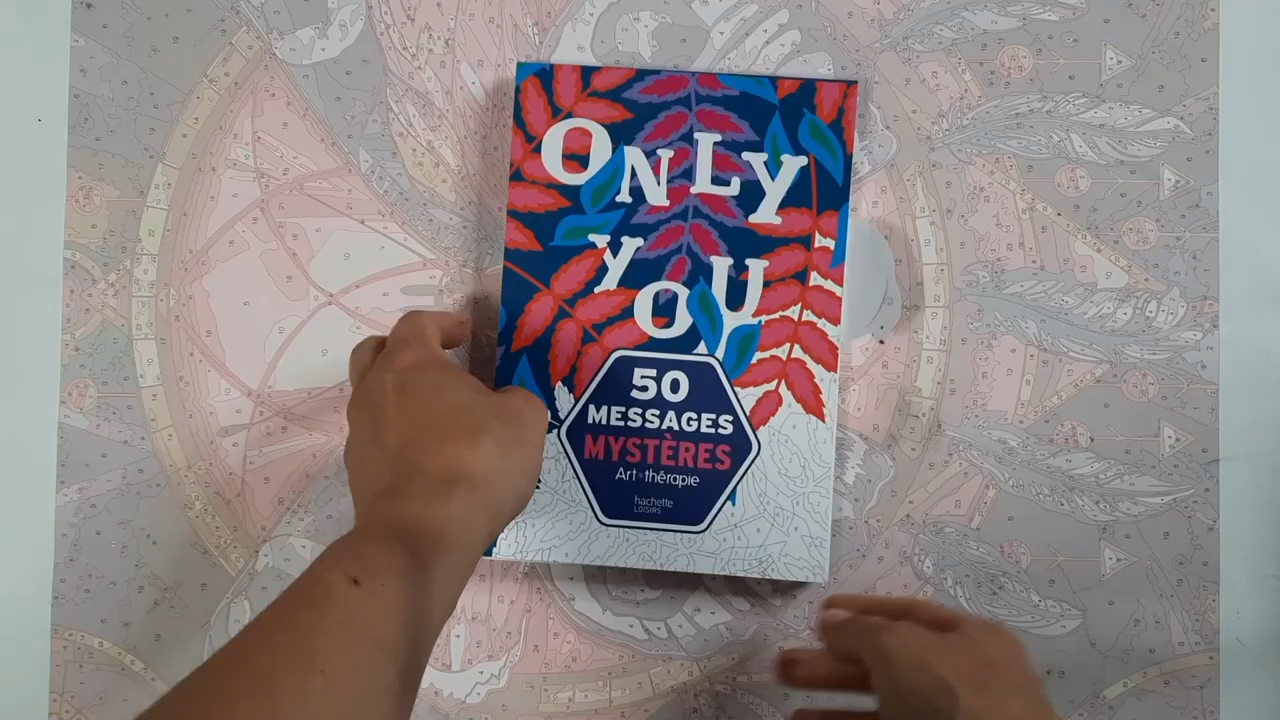 ONLY
YOU
50
MESSAGES
MYSTÈRES
Art-thérapie
hachette
LOISIRS